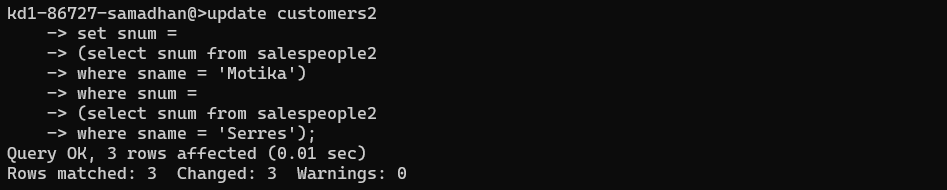 kd1-86727-samadhan@>update customers2
    -> set snum =
    -> (select snum from salespeople2
    -> where sname = 'Motika')
    -> where snum =
    -> (select snum from salespeople2
    -> where sname = 'Serres');
Query OK, 3 rows affected (0.01 sec)
Rows matched: 3  Changed: 3  Warnings: 0